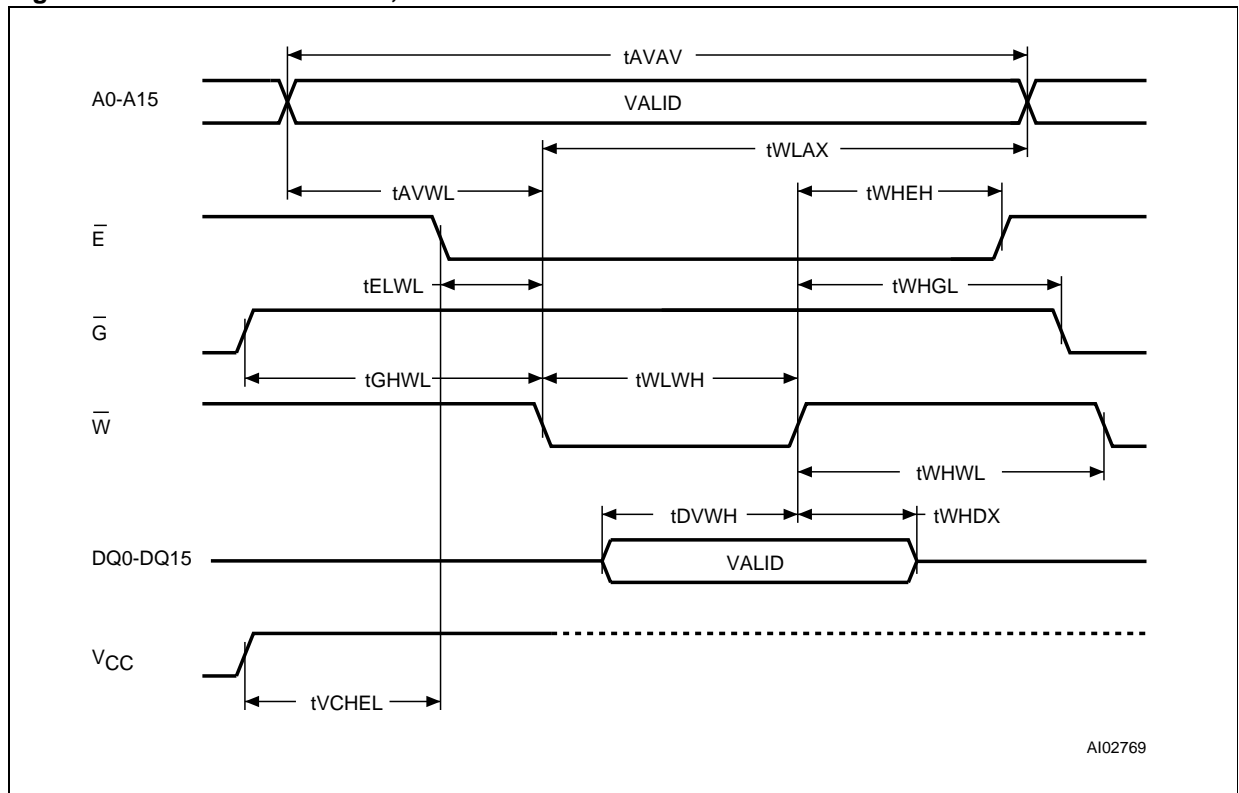 tAVAV
A0-A15
VALID
tWLAX
tAVWL
tWHEH
E
tELWL
tWHGL
G
tGHWL
tWLWH
W
tWHWL
tDVWH
tWHDX
DQ0-DQ15
VALID
VCC
tVCHEL
AI02769